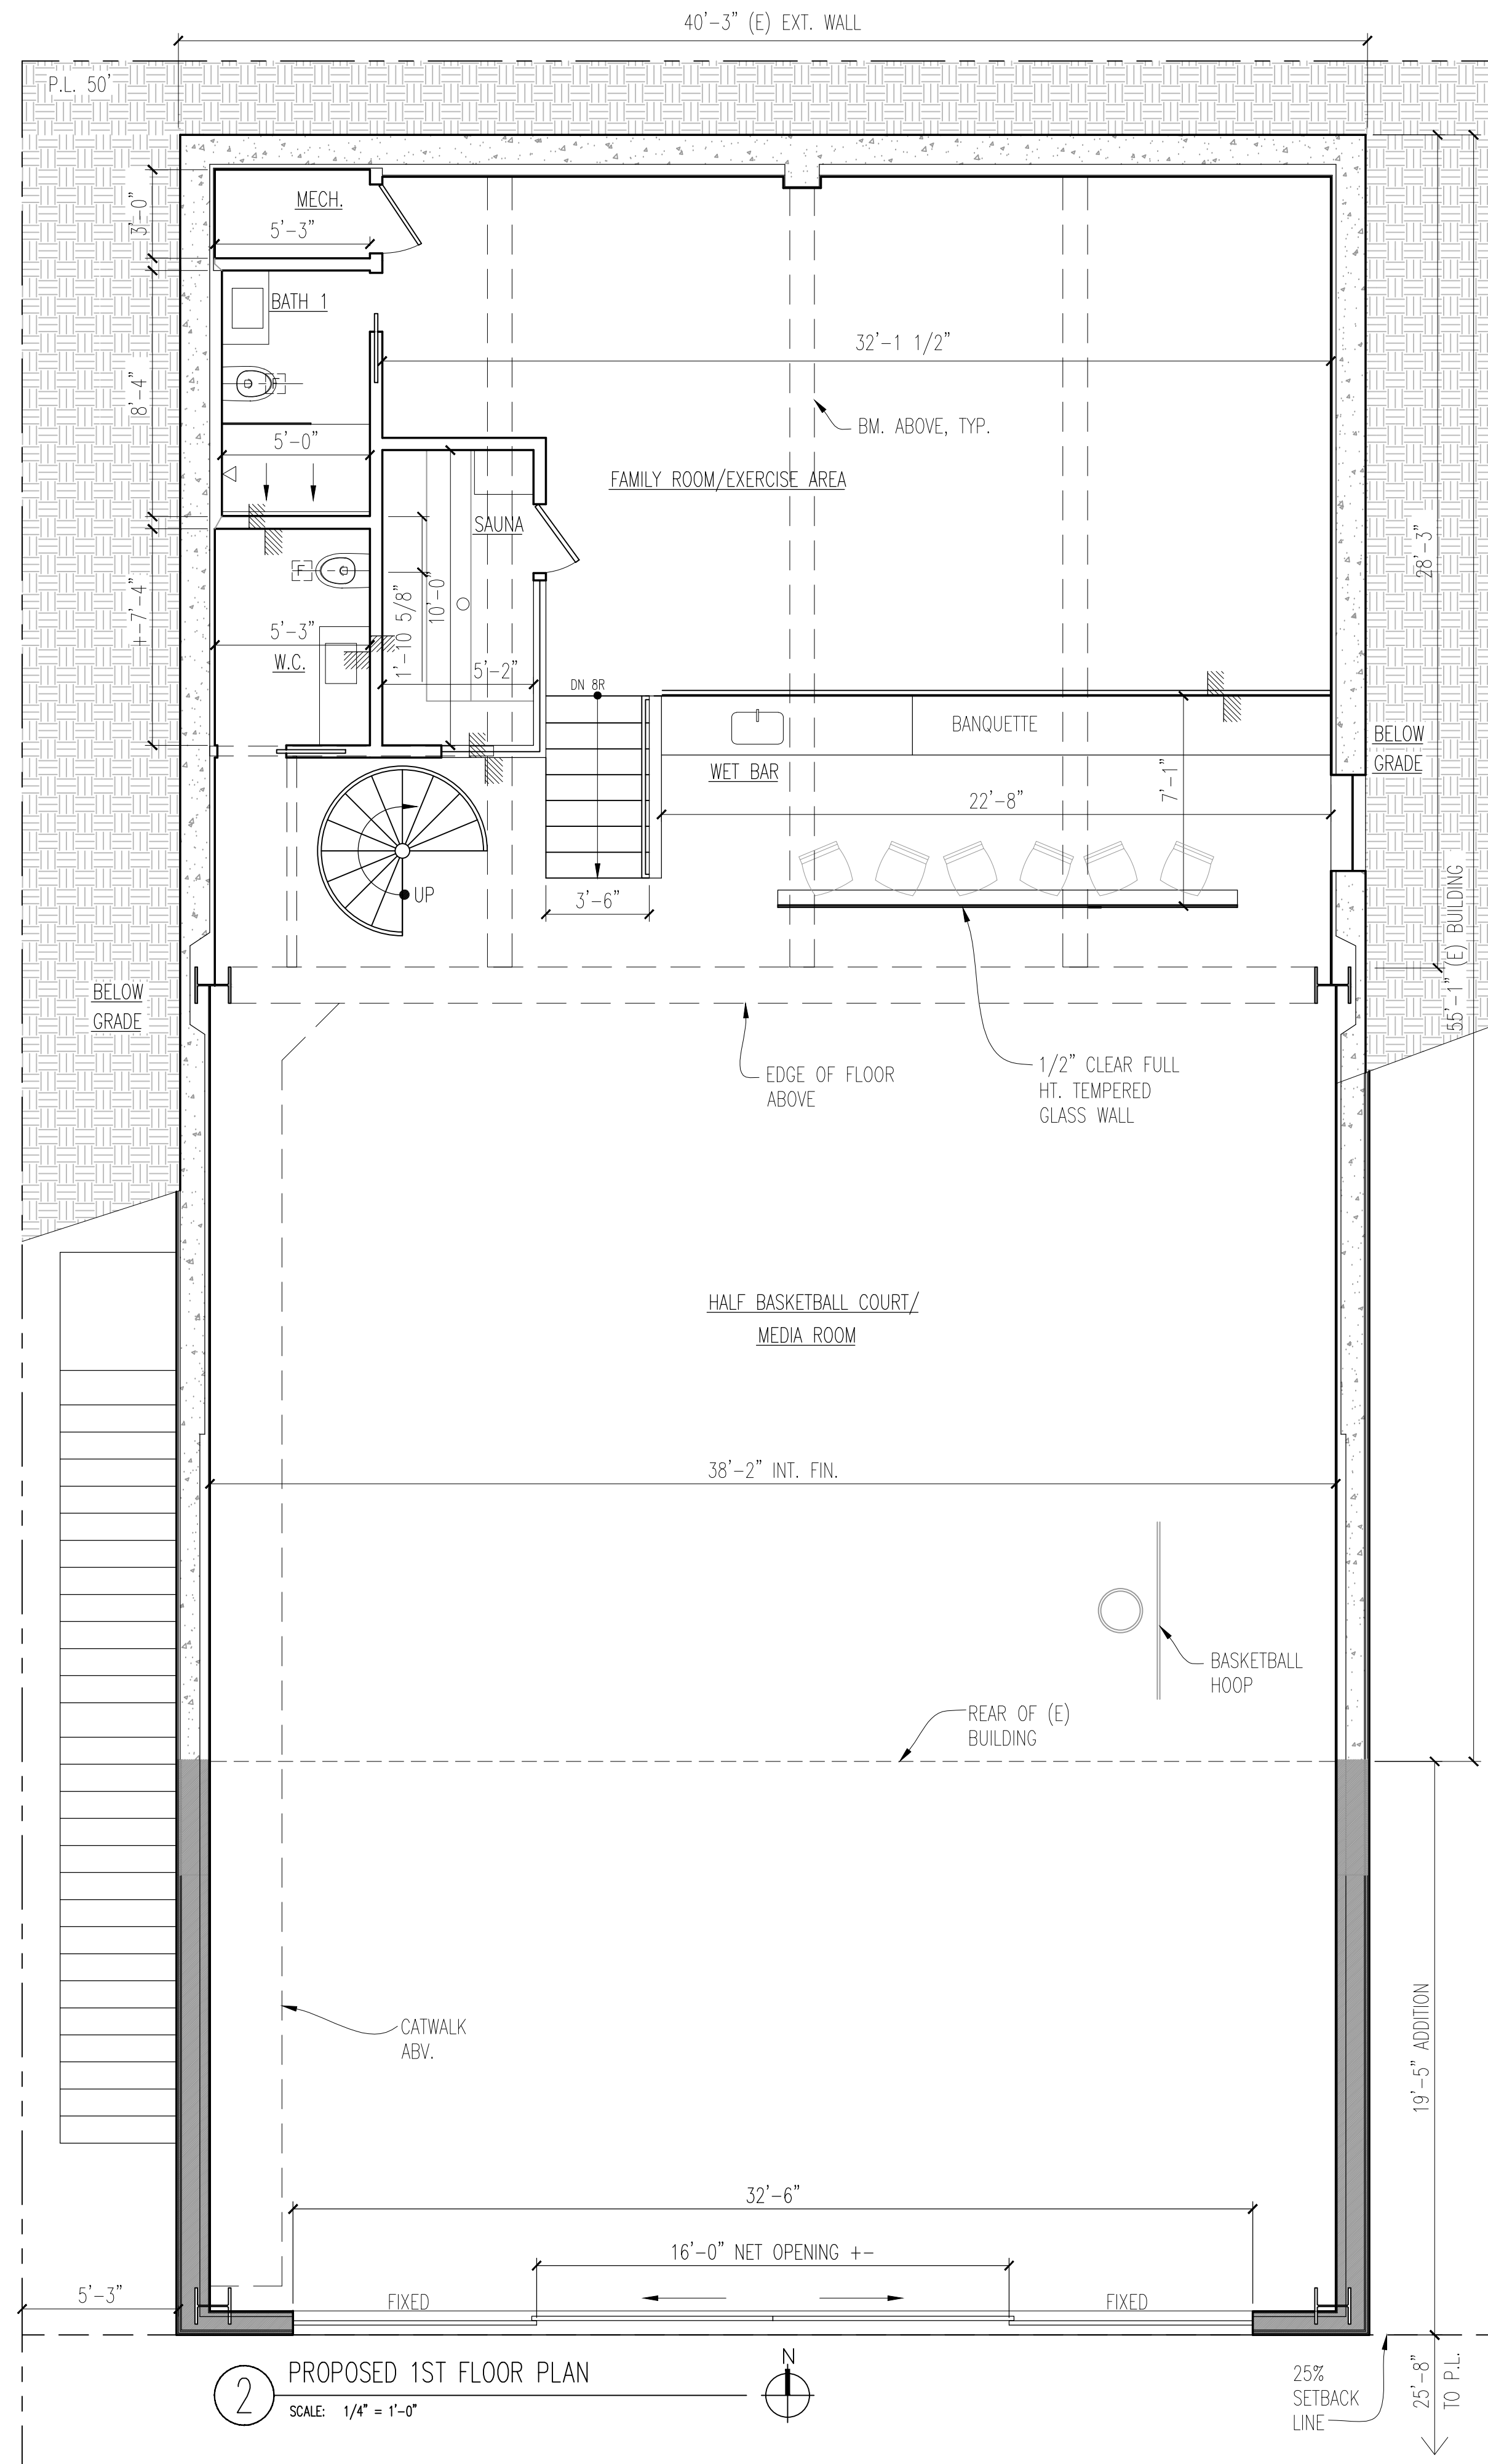 40'-3" (E) EXT. WALL
P.L. 50'
MECH.
5'-3"
3'-0"
BATH 1
8'-4"
5'-0"
32'-1 1/2"
BM. ABOVE, TYP.
FAMILY ROOM/EXERCISE AREA
SAUNA
F
F
28'-3"
+-7'-4"
5'-3"
W.C.
1'-10 5/8"
10'-0"
5'-2"
DN 8R
BANQUETTE
WET BAR
7'-1"
22'-8"
BELOW
GRADE
UP
3'-6"
55'-1" (E) BUILDING
BELOW
GRADE
EDGE OF FLOOR
ABOVE
1/2" CLEAR FULL
HT. TEMPERED
GLASS WALL
HALF BASKETBALL COURT/
MEDIA ROOM
38'-2" INT. FIN.
BASKETBALL
HOOP
REAR OF (E)
BUILDING
CATWALK
ABV.
19'-5" ADDITION
32'-6"
16'-0" NET OPENING +-
FIXED
FIXED
5'-3"
2
PROPOSED 1ST FLOOR PLAN
SCALE: 1/4" = 1'-0"
N
25%
SETBACK
LINE
25'-8"
TO P.L.